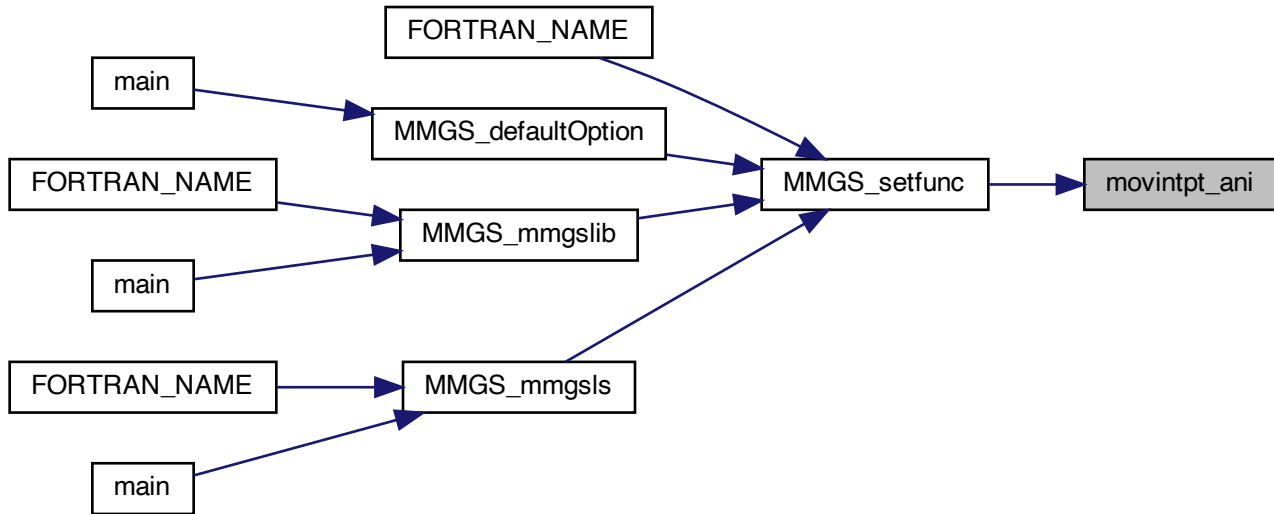 FORTRAN_NAME
main
MMGS_defaultOption
FORTRAN_NAME
MMGS_setfunc
movintpt_ani
MMGS_mmgslib
main
FORTRAN_NAME
MMGS_mmgsls
main